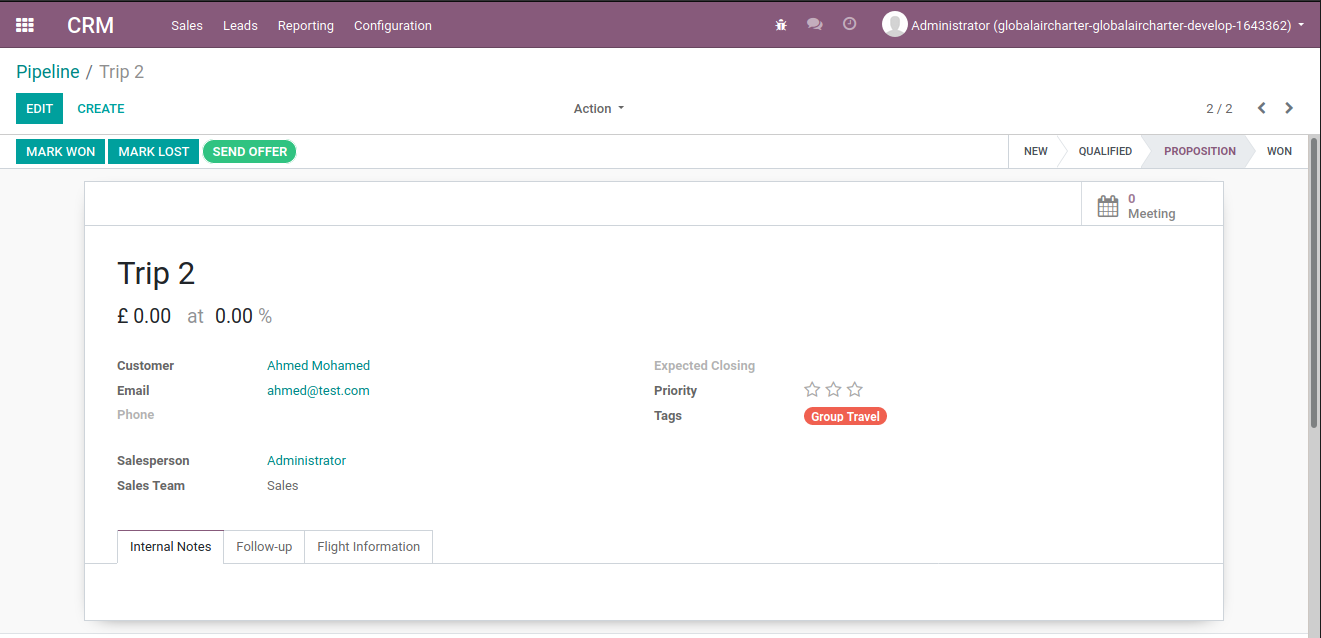 CRM Sales Leads Reporting Configuration Administrator (globalaircharter-globalaircharter-develop-1643362)
Pipeline / Trip 2
EDIT CREATE Action 2 / 2
MARK WON MARK LOST SEND OFFER NEW QUALIFIED PROPOSITION WON
0
Meeting
Trip 2
£ 0.00 at 0.00 %
Customer Ahmed Mohamed Expected Closing
Email ahmed@test.com Priority
Phone Tags Group Travel
Salesperson Administrator
Sales Team Sales
Internal Notes Follow-up Flight Information